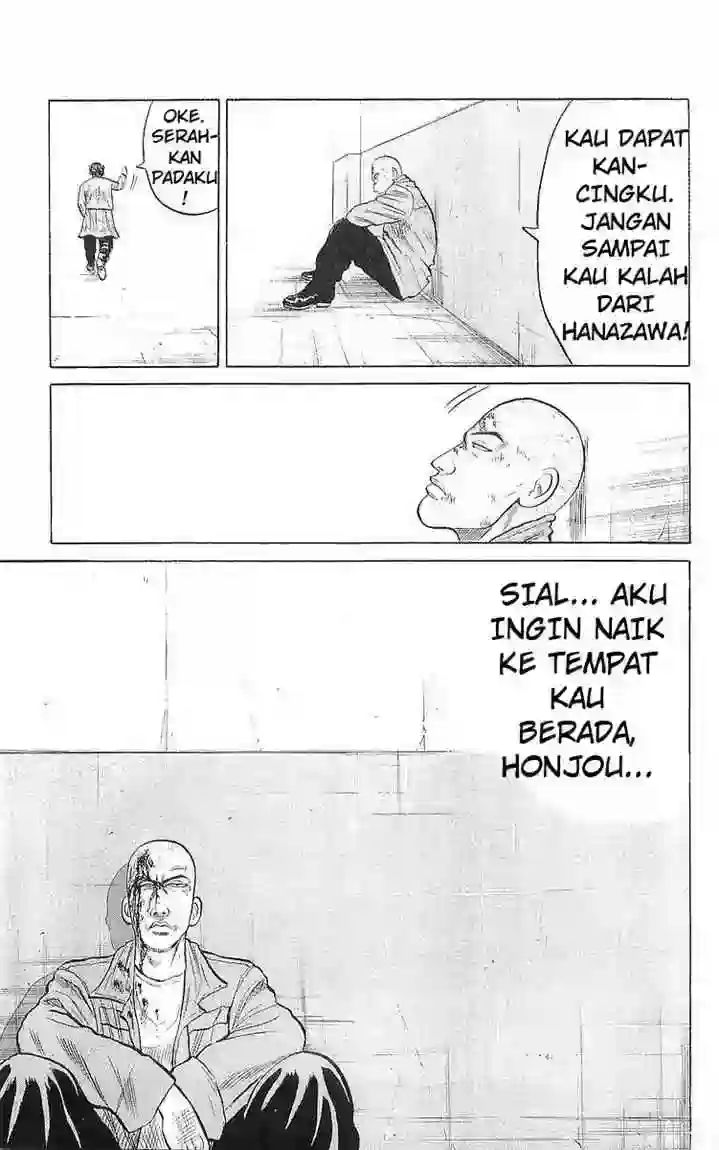 KAU DAPAT
KAN-
CINGKU.
JANGAN
SAMPAI
KAU KALAH
DARI
HANAZAWA!
OKE.
SERAH-
KAN
PADAKU
!
SIAL... AKU
INGIN NAIK
KE TEMPAT
KAU
BERADA,
HONJOU...